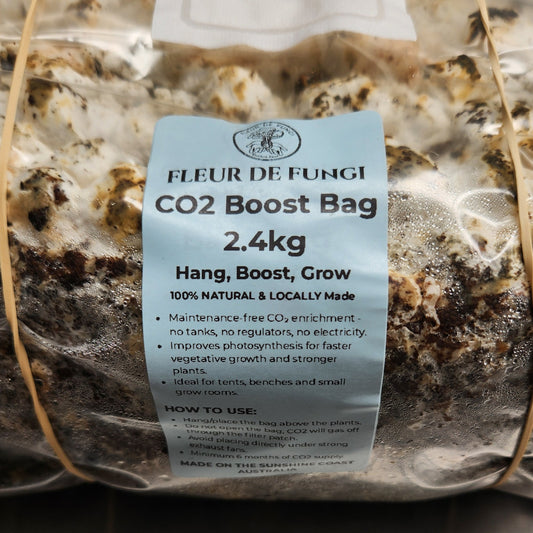 FLEUR DE FUNGI
FLEUR DE FUNGI
CO2 Boost Bag
2.4kg
Hang, Boost, Grow
100% NATURAL & LOCALLY Made
• Maintenance-free CO₂ enrichment -
no tanks, no regulators, no electricity.
• Improves photosynthesis for faster
vegetative growth and stronger
plants.
• Ideal for tents, benches and small
grow rooms.
HOW TO USE:
• Hang/place the bag above the plants.
• Do not open the bag, CO2 will gas off
through the filter patch.
• Avoid placing directly under strong
exhaust fans.
• Minimum 6 months of CO2 supply.
MADE ON THE SUNSHINE COAST
AUSTRALIA